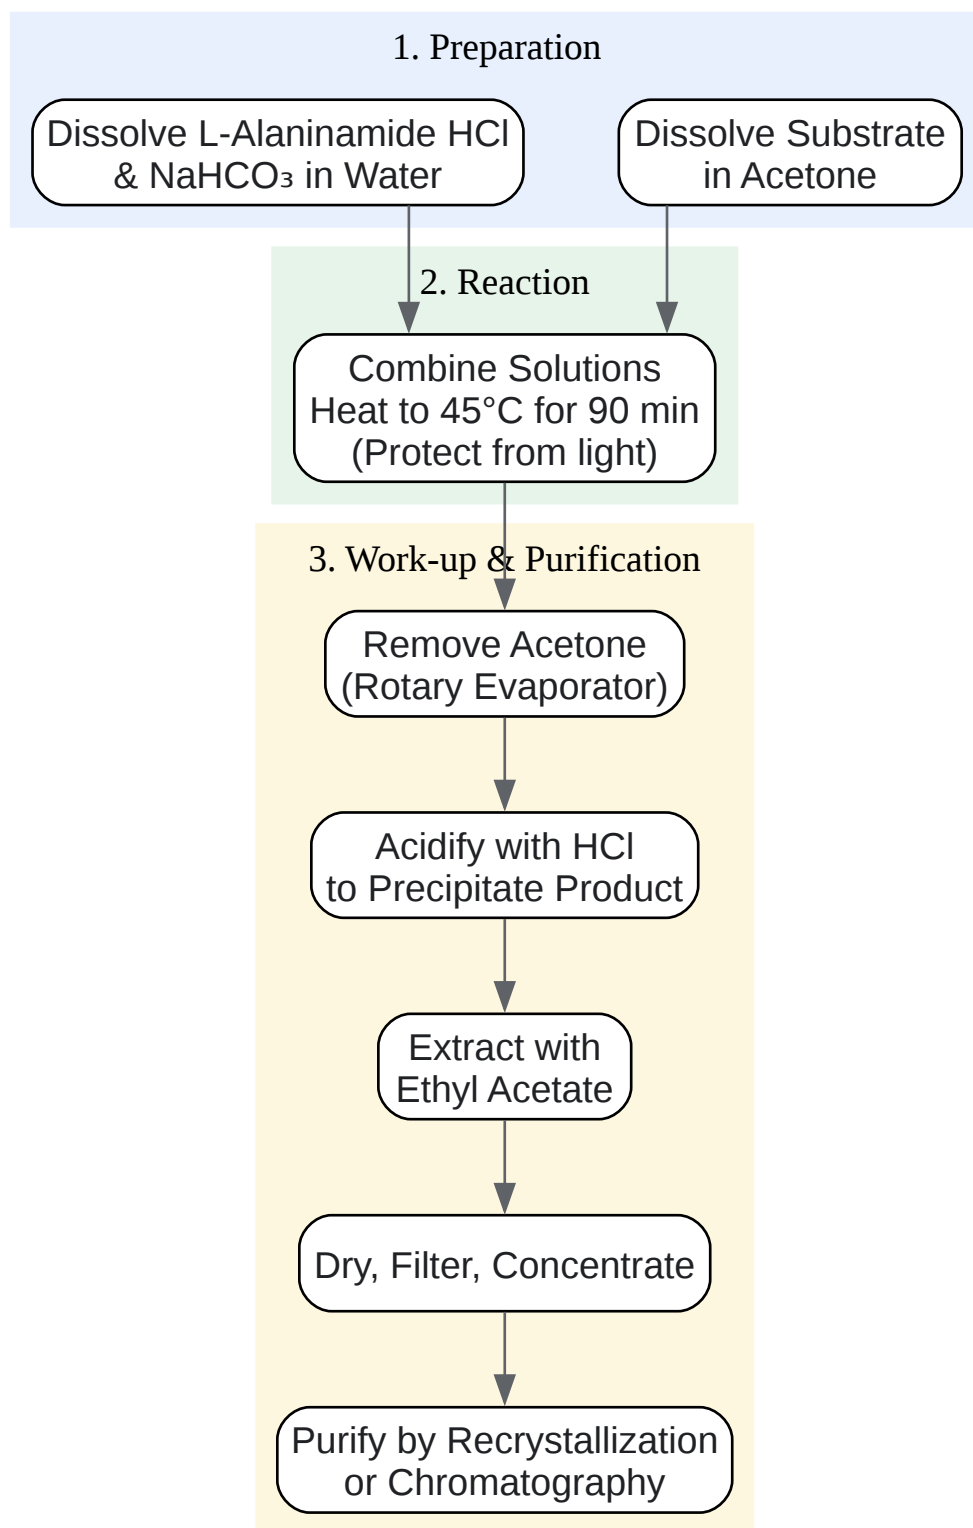 1. Preparation
Dissolve L-Alaninamide HCl
& NaHCO₃ in Water
Dissolve Substrate
in Acetone
2. Reaction
Combine Solutions
Heat to 45°C for 90 min
(Protect from light)
3. Work-up & Purification
Remove Acetone
(Rotary Evaporator)
Acidify with HCl
to Precipitate Product
Extract with
Ethyl Acetate
Dry, Filter, Concentrate
Purify by Recrystallization
or Chromatography